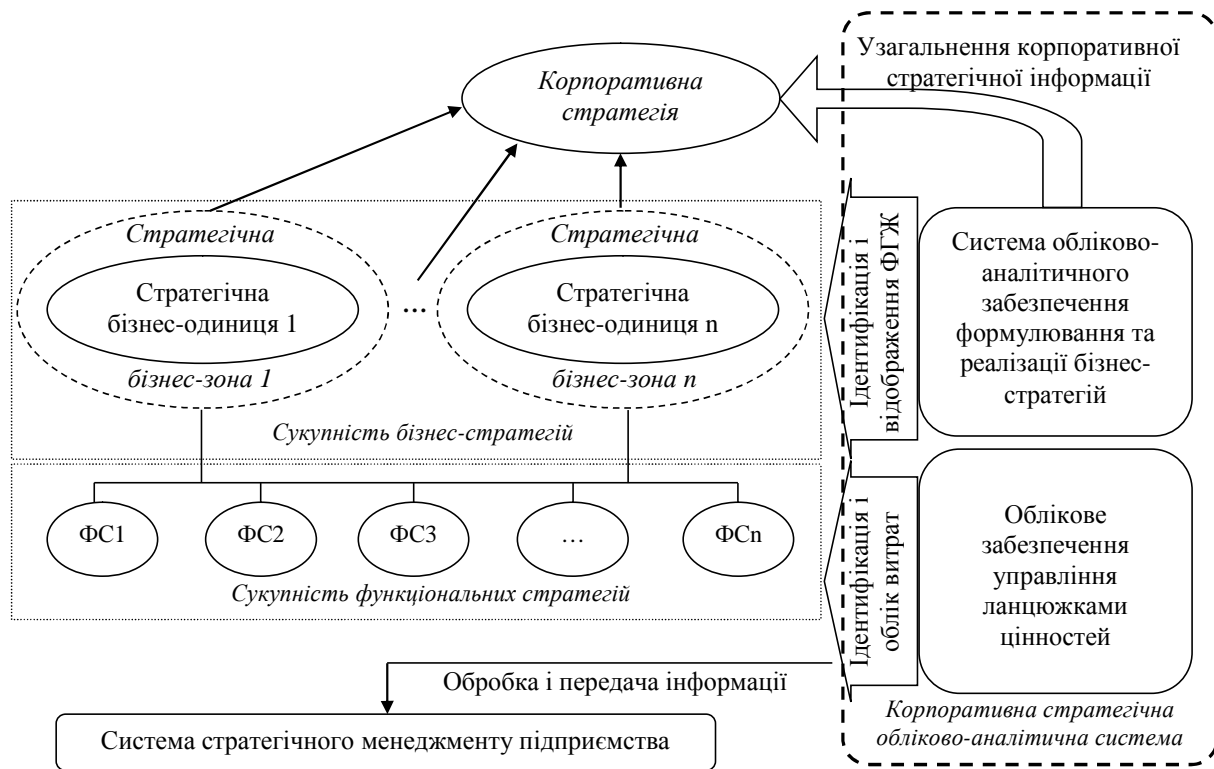 Узагальнення корпоративної
стратегічної інформації
Корпоративна
стратегія
Стратегічна
Стратегічна
бізнес-одиниця 1
бізнес-зона 1
...
Стратегічна
Стратегічна
бізнес-одиниця n
бізнес-зона n
Сукупність бізнес-стратегій
Ідентифікація і
відображення ФГЖ
Система обліково-
аналітичного
забезпечення
формулювання та
реалізації бізнес-
стратегій
ФС1
ФС2
ФС3
…
ФСn
Сукупність функціональних стратегій
Ідентифікація і
облік витрат
Облікове
забезпечення
управління
ланцюжками
цінностей
Обробка і передача інформації
Система стратегічного менеджменту підприємства
Корпоративна стратегічна
обліково-аналітична система